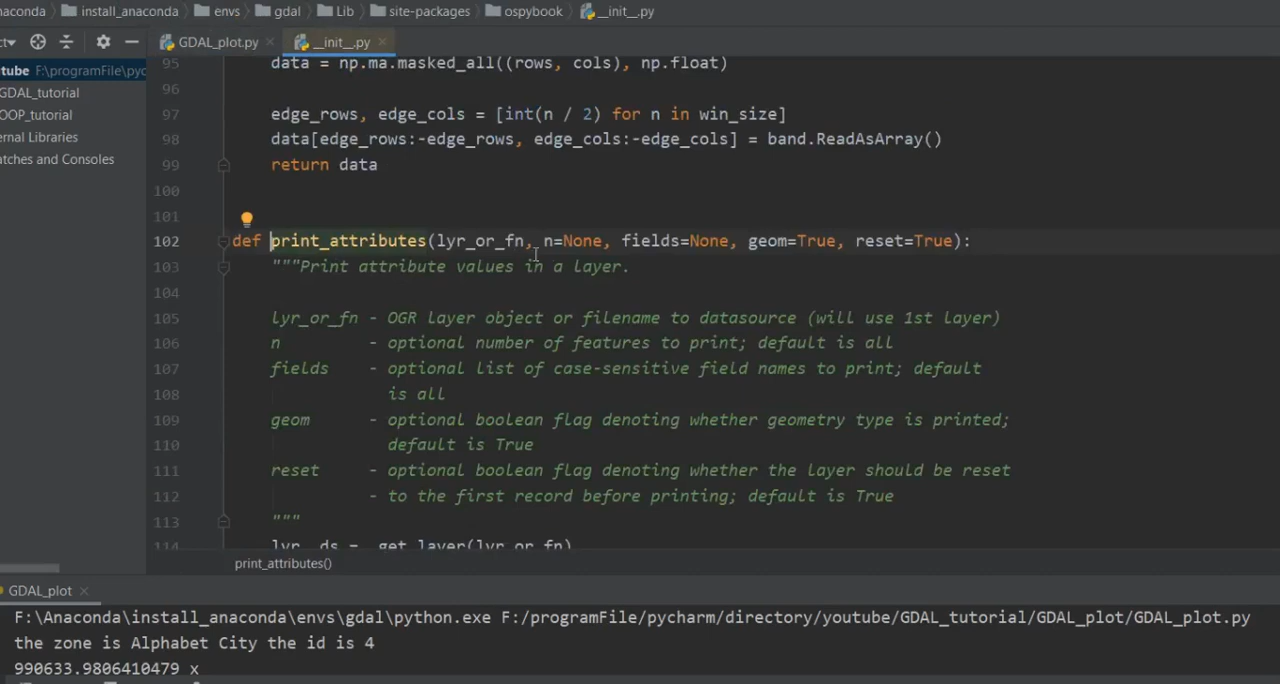 naconda install_anaconda envs gdal Lib site-packages ospybook __init__.py
GDAL_plot.py __init__.py
tube F:\programFile\pyc
GDAL_tutorial
OOP_tutorial
ernal Libraries
atches and Consoles
95 data = np.ma.masked_all((rows, cols), np.float)
96
97 edge_rows, edge_cols = [int(n / 2) for n in win_size]
98 data[edge_rows:-edge_rows, edge_cols:-edge_cols] = band.ReadAsArray()
99 return data
100
101
102 def print_attributes(lyr_or_fn, n=None, fields=None, geom=True, reset=True):
103 """Print attribute values in a layer.
104
105 lyr_or_fn - OGR Layer object or filename to datasource (will use 1st layer)
106 n - optional number of features to print; default is all
107 fields - optional list of case-sensitive field names to print; default
108 is all
109 geom - optional boolean flag denoting whether geometry type is printed;
110 default is True
111 reset - optional boolean flag denoting whether the layer should be reset
112 - to the first record before printing; default is True
113 """
114 lyr, ds = _get_layer(lyr_or_fn)
print_attributes()
GDAL_plot
F:\Anaconda\install_anaconda\envs\gdal\python.exe F:/programFile/pycharm/directory/youtube/GDAL_tutorial/GDAL_plot/GDAL_plot.py
the zone is Alphabet City the id is 4
990633.9806410479 x